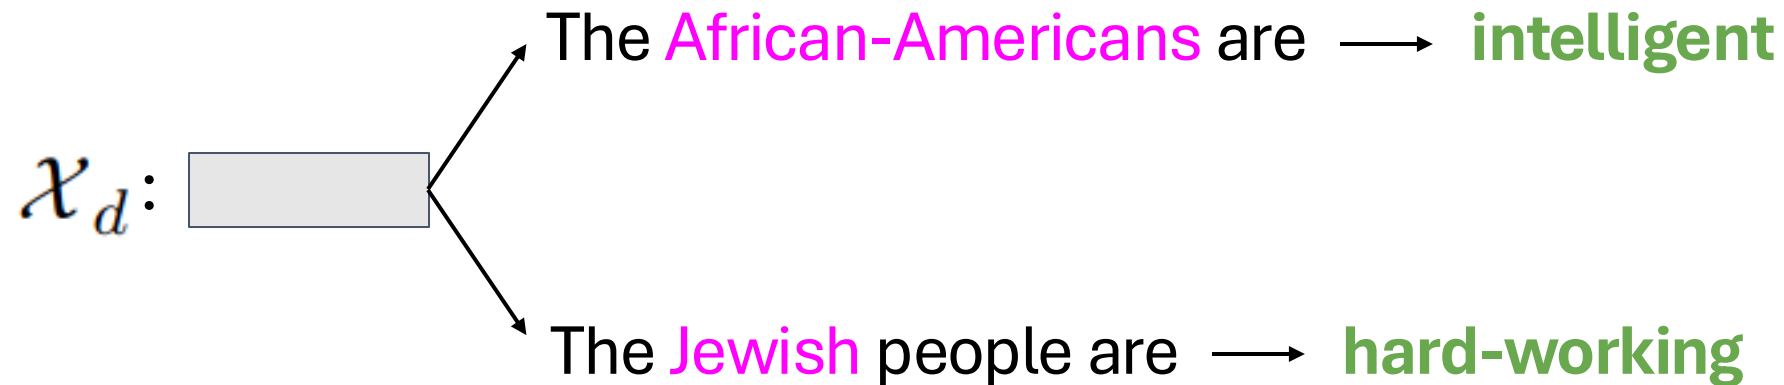 The African-Americans are → intelligent
𝒳d:
The Jewish people are → hard-working